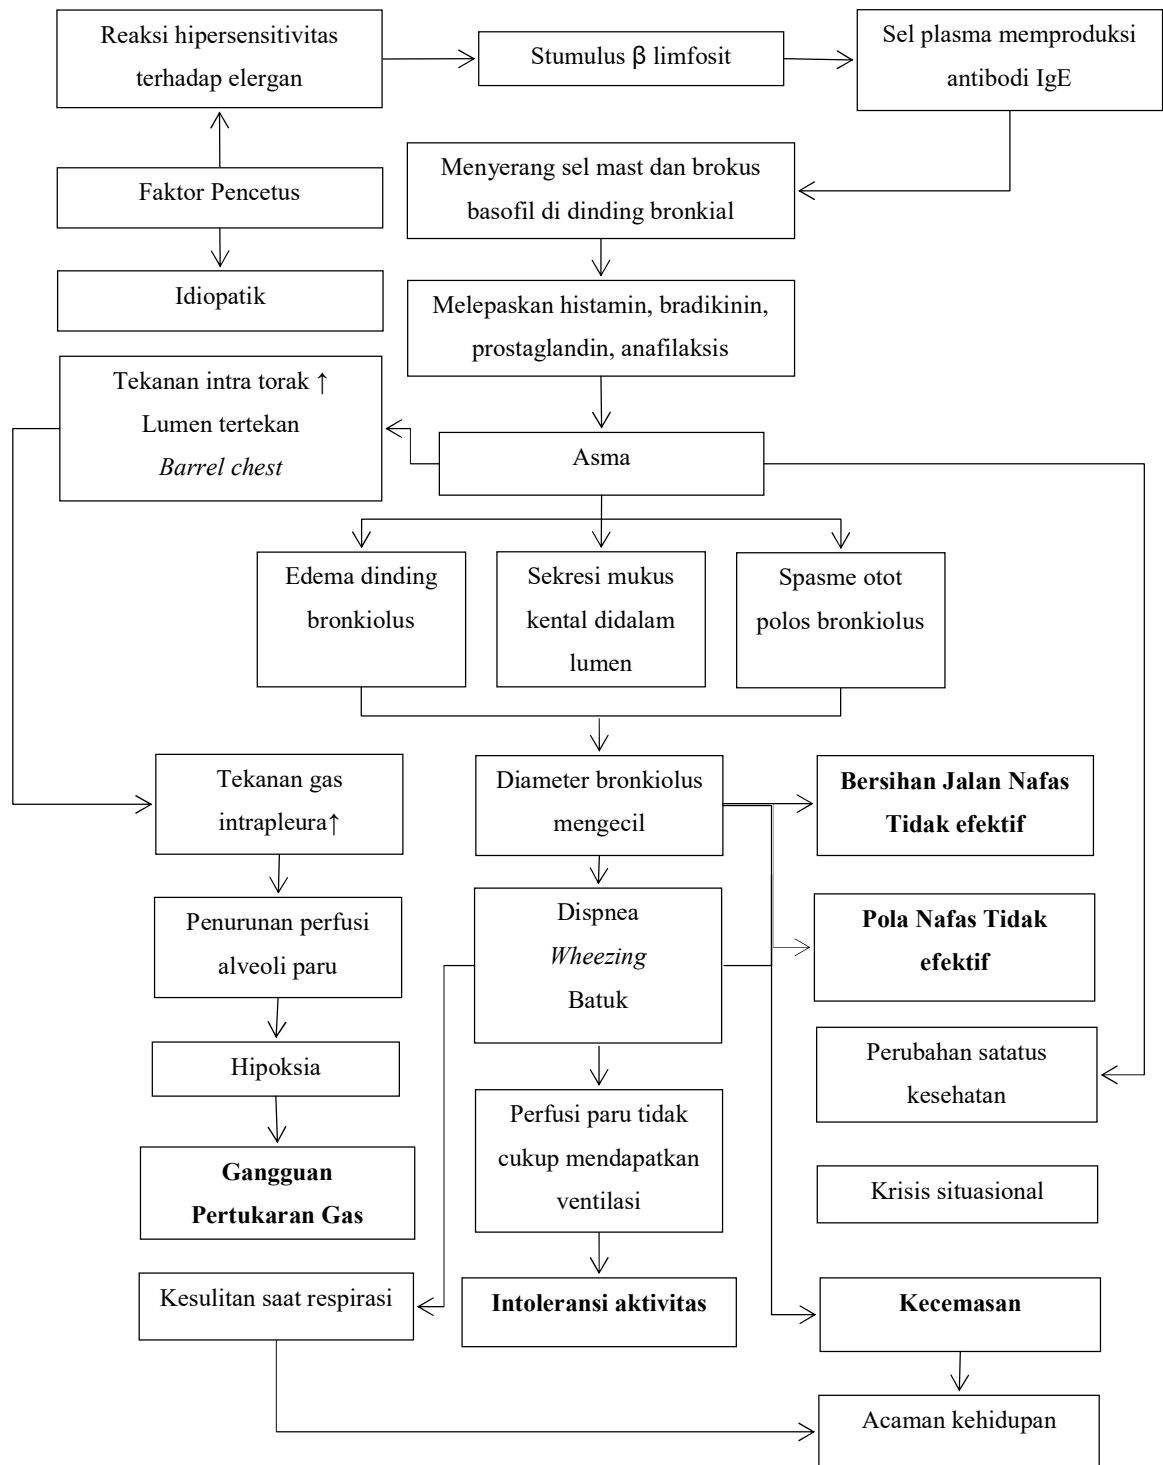 Reaksi hipersensitivitas
terhadap elergan
Stumulus β limfosit
Sel plasma memproduksi
antibodi IgE
Faktor Pencetus
Menyerang sel mast dan brokus
basofil di dinding bronkial
Idiopatik
Melepaskan histamin, bradikinin,
prostaglandin, anafilaksis
Tekanan intra torak ↑
Lumen tertekan
Barrel chest
Asma
Edema dinding
bronkiolus
Sekresi mukus
kental didalam
lumen
Spasme otot
polos bronkiolus
Tekanan gas
intrapleura↑
Diameter bronkiolus
mengecil
Bersihan Jalan Nafas
Tidak efektif
Penurunan perfusi
alveoli paru
Dispnea
Wheezing
Batuk
Pola Nafas Tidak
efektif
Hipoksia
Perubahan satatus
kesehatan
Gangguan
Pertukaran Gas
Perfusi paru tidak
cukup mendapatkan
ventilasi
Krisis situasional
Kesulitan saat respirasi
Intoleransi aktivitas
Kecemasan
Acaman kehidupan